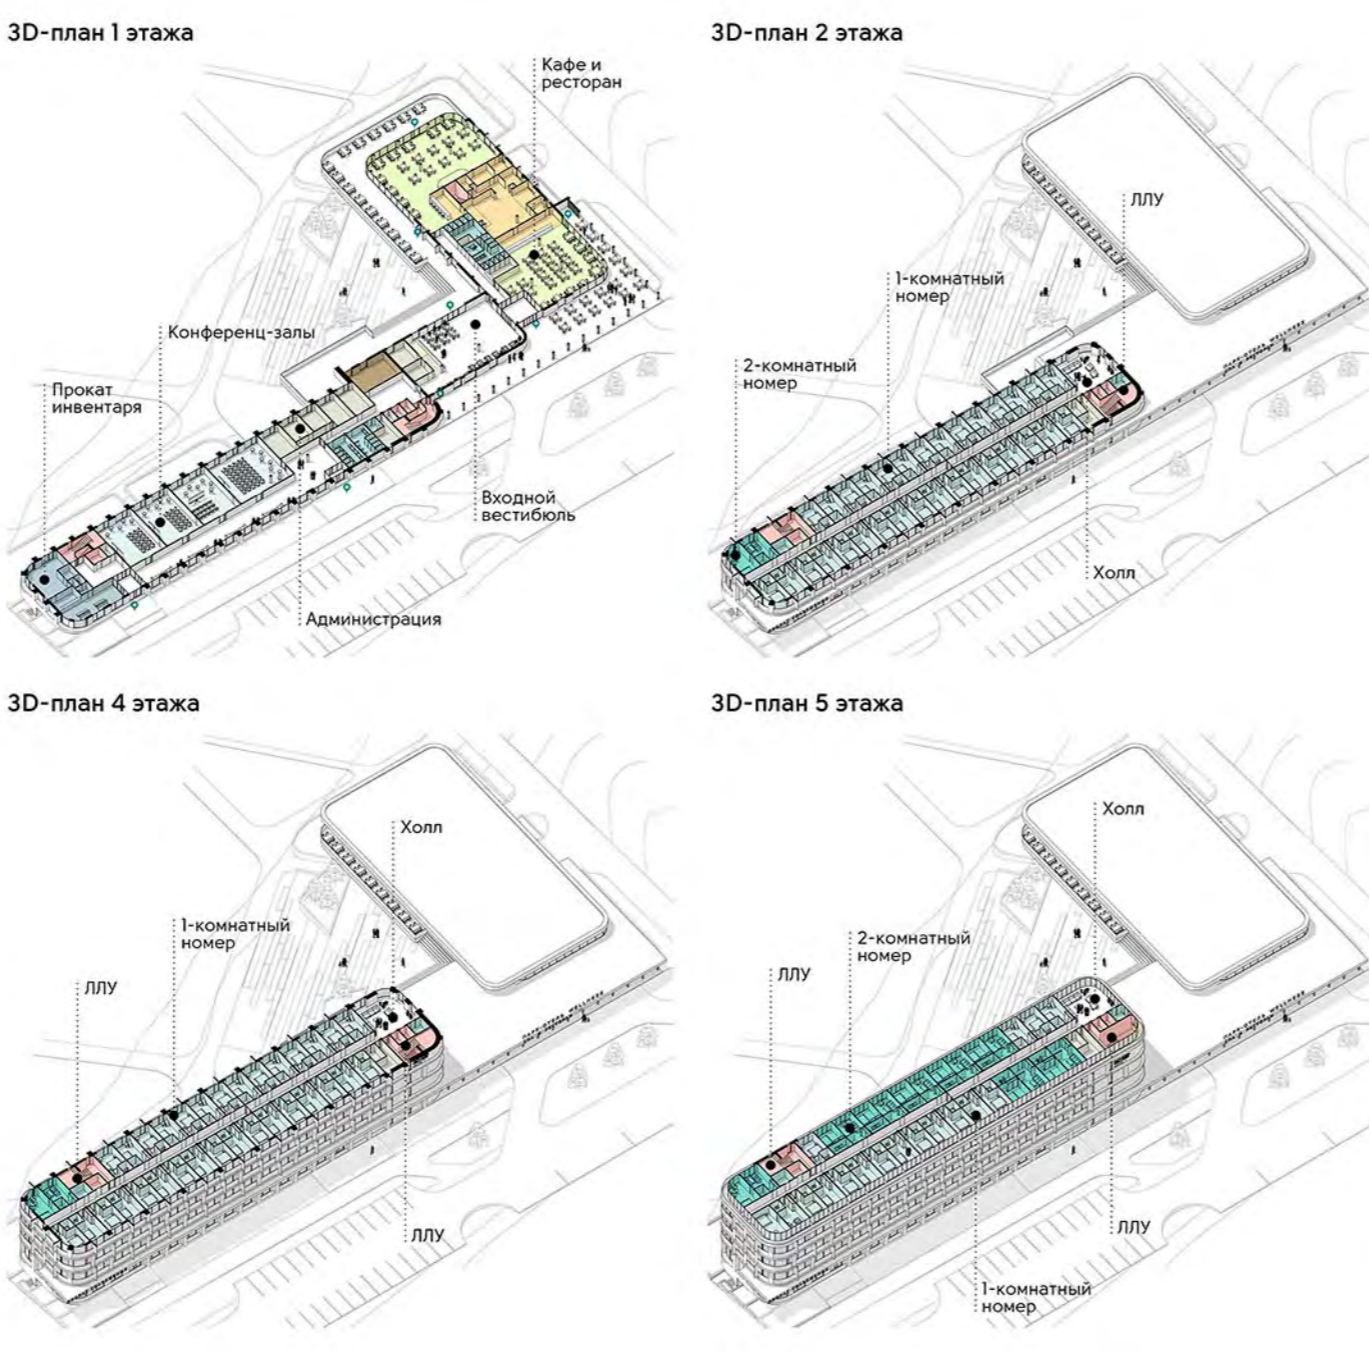 3D-план 1 этажа
Кафе и
ресторан
Конференц-залы
Прокат
инвентаря
Входной
вестибюль
Администрация
3D-план 2 этажа
ЛЛУ
1-комнатный
номер
2-комнатный
номер
Холл
3D-план 4 этажа
Холл
1-комнатный
номер
ЛЛУ
ЛЛУ
3D-план 5 этажа
Холл
2-комнатный
номер
ЛЛУ
ЛЛУ
1-комнатный
номер